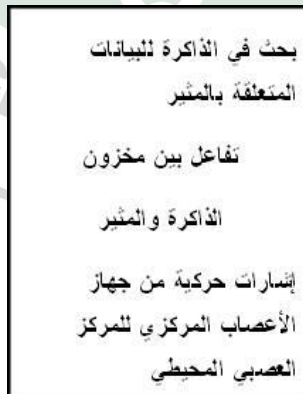 بحث في الذاكرة للبيانات
المتعلقة بالمثير
تفاعل بين مخزون
الذاكرة والمثير
إشارات حركية من جهاز
الأعصاب المركزي للمركز
العصبي المحيطي